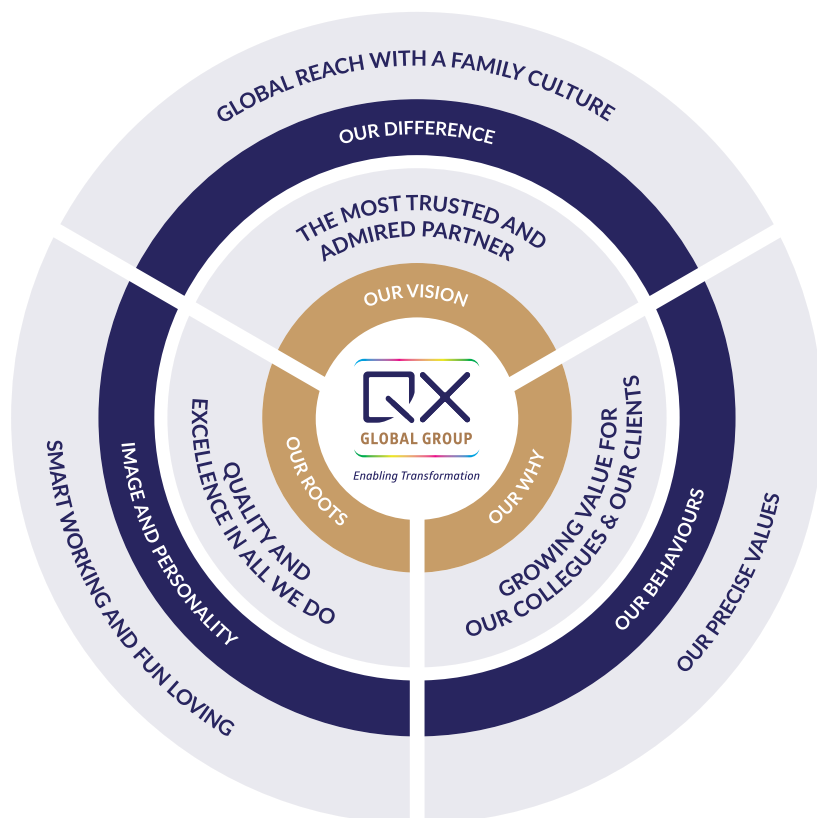 GLOBAL REACH WITH A FAMILY CULTURE
OUR DIFFERENCE
THE MOST TRUSTED AND
ADMIRED PARTNER
OUR VISION
QX
GLOBAL GROUP
Enabling Transformation
OUR ROOTS
QUALITY AND
EXCELLENCE IN ALL WE DO
IMAGE AND PERSONALITY
SMART WORKING AND FUN LOVING
OUR WHY
GROWING VALUE FOR
OUR COLLEGUES & OUR CLIENTS
OUR BEHAVIOURS
OUR PRECISE VALUES